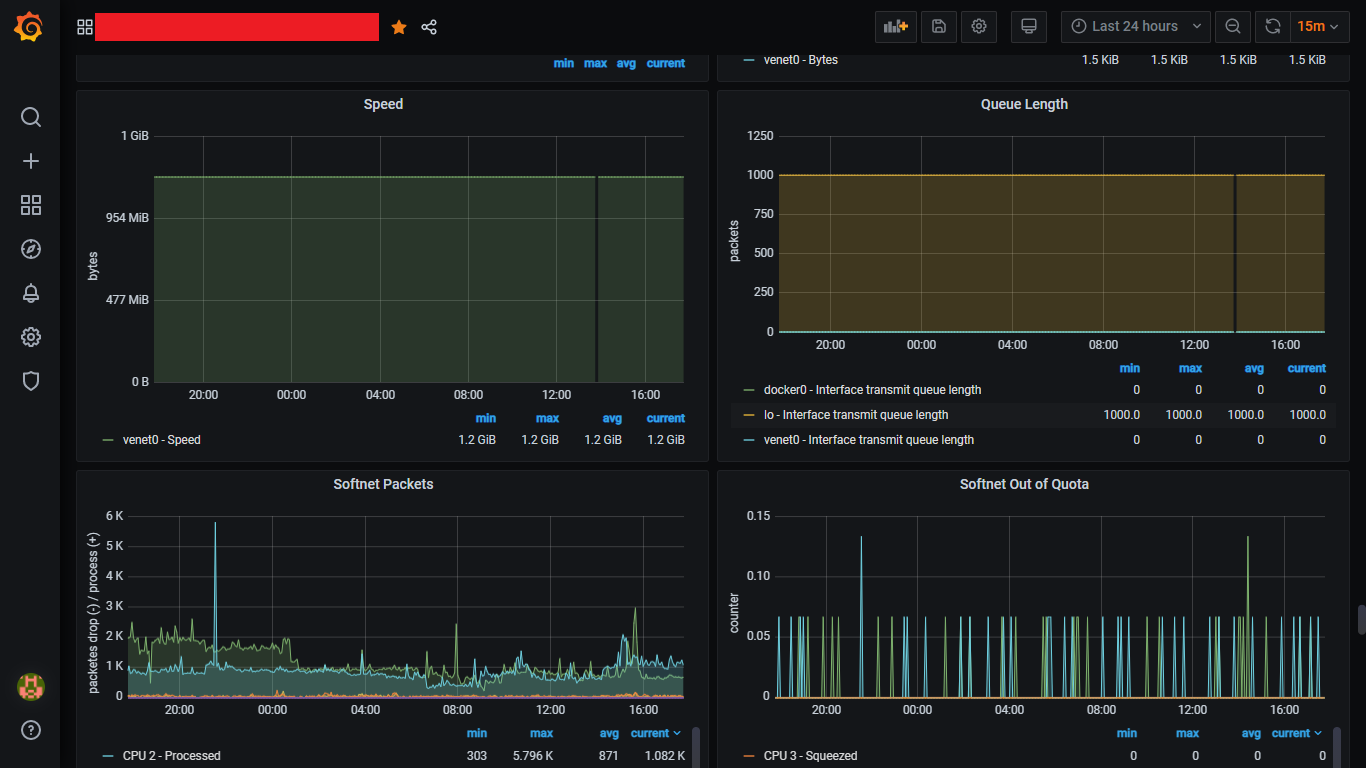 Last 24 hours
15m
min max avg current
venet0 - Bytes 1.5 KiB 1.5 KiB 1.5 KiB 1.5 KiB
Speed
1 GiB
954 MiB
477 MiB
0 B
bytes
20:00 00:00 04:00 08:00 12:00 16:00
min max avg current
venet0 - Speed 1.2 GiB 1.2 GiB 1.2 GiB 1.2 GiB
Queue Length
1250
1000
750
500
250
0
packets
20:00 00:00 04:00 08:00 12:00 16:00
min max avg current
docker0 - Interface transmit queue length 0 0 0 0
lo - Interface transmit queue length 1000.0 1000.0 1000.0 1000.0
venet0 - Interface transmit queue length 0 0 0 0
Softnet Packets
6 K
5 K
4 K
3 K
2 K
1 K
0
packetes drop (-) / process (+)
20:00 00:00 04:00 08:00 12:00 16:00
min max avg current
CPU 2 - Processed 303 5.796 K 871 1.082 K
Softnet Out of Quota
0.15
0.10
0.05
0
counter
20:00 00:00 04:00 08:00 12:00 16:00
min max avg current
CPU 3 - Squeezed 0 0 0 0